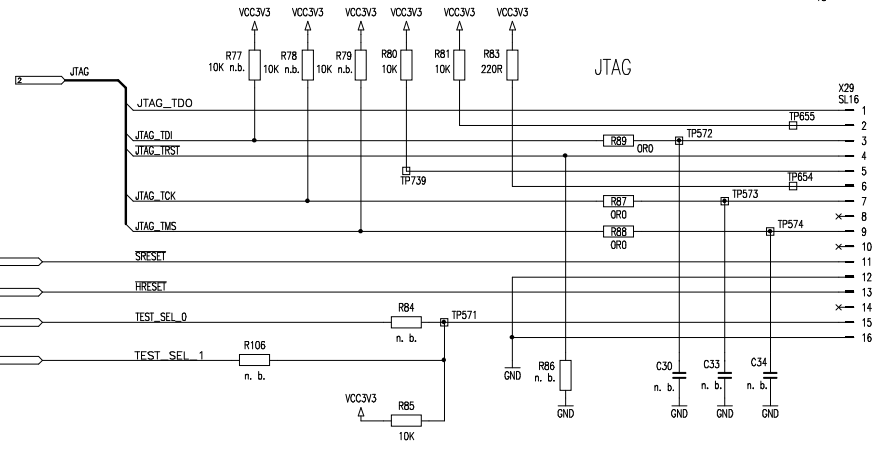 VCC3V3 VCC3V3 VCC3V3 VCC3V3 VCC3V3 VCC3V3
R77 R78 R79 R80 R81 R83
10K n.b. 10K n.b. 10K n.b. 10K 10K 220R
JTAG
2 JTAG
X29
SL16
JTAG_TDO 1
TP655 2
JTAG_TDI R89 0R0 TP572 3
JTAG_TRST 4
TP739 5
TP654 6
JTAG_TCK R87 TP573 7
0R0 8
JTAG_TMS R88 TP574 9
0R0 10
SRESET 11
12
HRESET 13
R84 14
TEST_SEL_0 TP571 15
n. b. 16
TEST_SEL_1 R106
n. b.
GND
R86 C30 C33 C34
n. b. n. b. n. b. n. b.
VCC3V3 R85
10K
GND GND GND GND